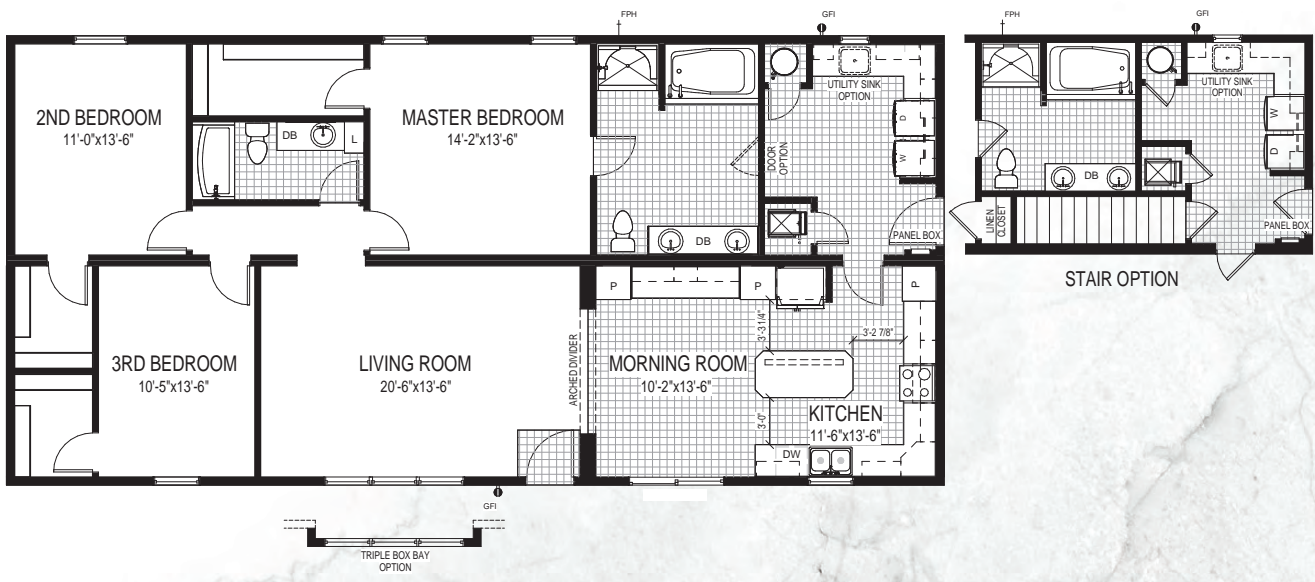 FPH
GFI
2ND BEDROOM
11'-0"x13'-6"
DB
L
MASTER BEDROOM
14'-2"x13'-6"
DB
UTILITY SINK
OPTION
DOOR
OPTION
D
W
PANEL BOX
3RD BEDROOM
10'-5"x13'-6"
LIVING ROOM
20'-6"x13'-6"
ARCHED DIVIDER
P
P
P
MORNING ROOM
10'-2"x13'-6"
3'-3 1/4"
3'-2 7/8"
3'-0"
KITCHEN
11'-6"x13'-6"
DW
GFI
TRIPLE BOX BAY
OPTION
FPH
GFI
UTILITY SINK
OPTION
W
D
DB
LINEN
CLOSET
PANEL BOX
STAIR OPTION